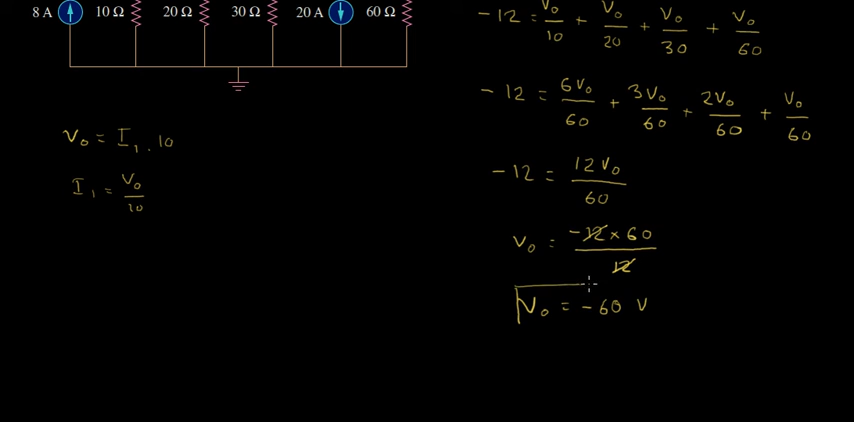 8 A 10 Ω 20 Ω 30 Ω 20 A 60 Ω
-12 = V₀/10 + V₀/20 + V₀/30 + V₀/60
-12 = 6V₀/60 + 3V₀/60 + 2V₀/60 + V₀/60
V₀ = I₁ . 10
-12 = 12V₀/60
I₁ = V₀/10
V₀ = -12 × 60/12
V₀ = -60 V